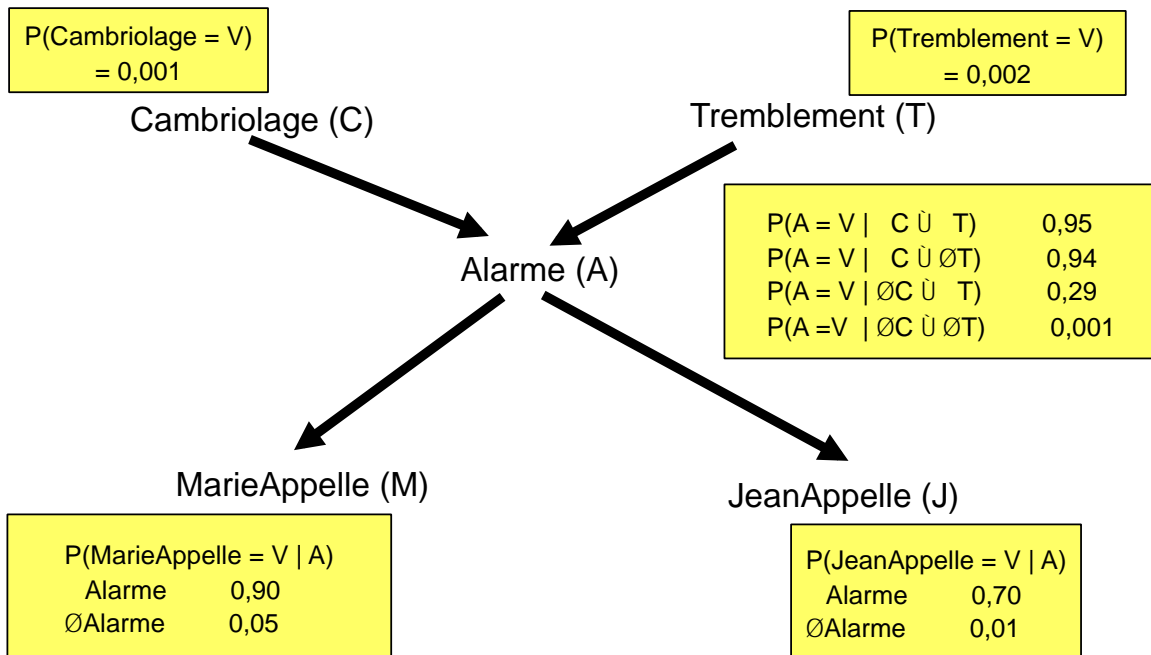 P(Cambriolage = V)
= 0,001
P(Tremblement = V)
= 0,002
Cambriolage (C)
Tremblement (T)
P(A = V | C Ù T) 0,95
P(A = V | C Ù ØT) 0,94
P(A = V | ØC Ù T) 0,29
P(A =V | ØC Ù ØT) 0,001
Alarme (A)
MarieAppelle (M)
JeanAppelle (J)
P(MarieAppelle = V | A)
Alarme 0,90
ØAlarme 0,05
P(JeanAppelle = V | A)
Alarme 0,70
ØAlarme 0,01